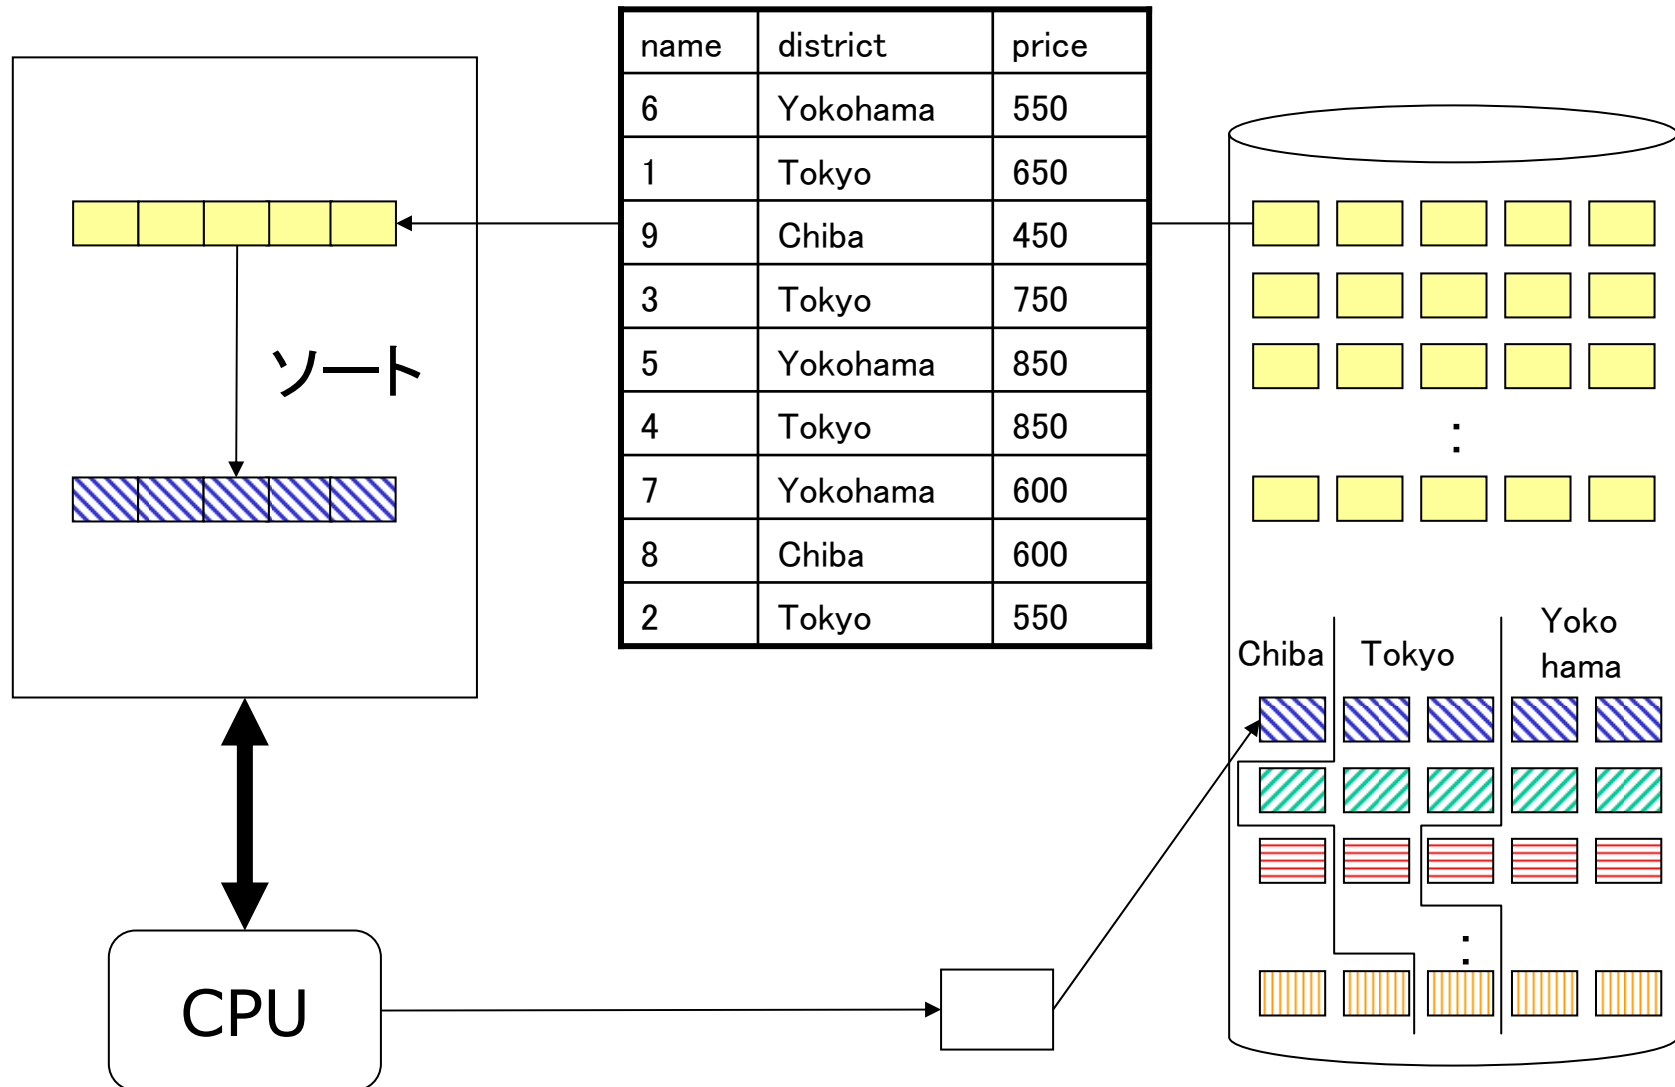 name district price
6 Yokohama 550
1 Tokyo 650
9 Chiba 450
3 Tokyo 750
5 Yokohama 850
4 Tokyo 850
7 Yokohama 600
8 Chiba 600
2 Tokyo 550
ソート
:
Chiba Tokyo Yoko
hama
:
CPU